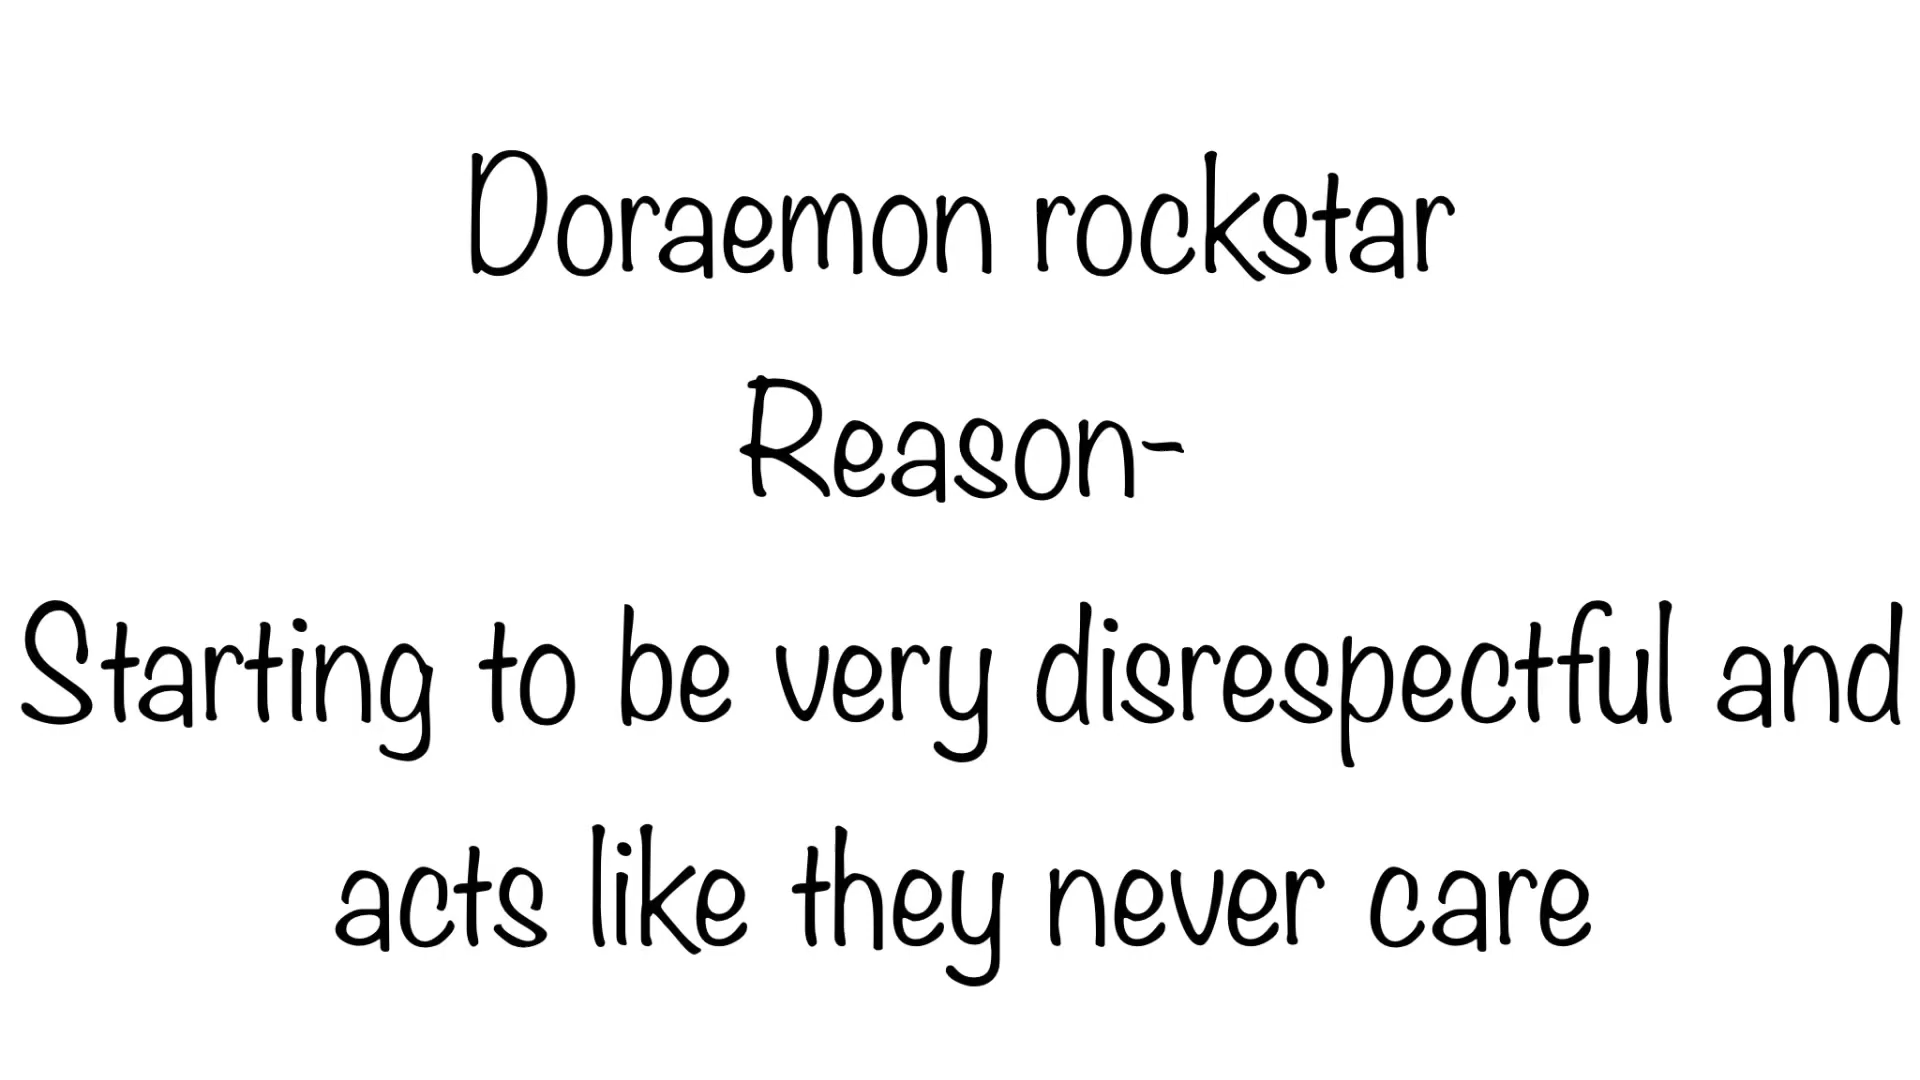 Doraemon rockstar
Reason-
Starting to be very disrespectful and
acts like they never care